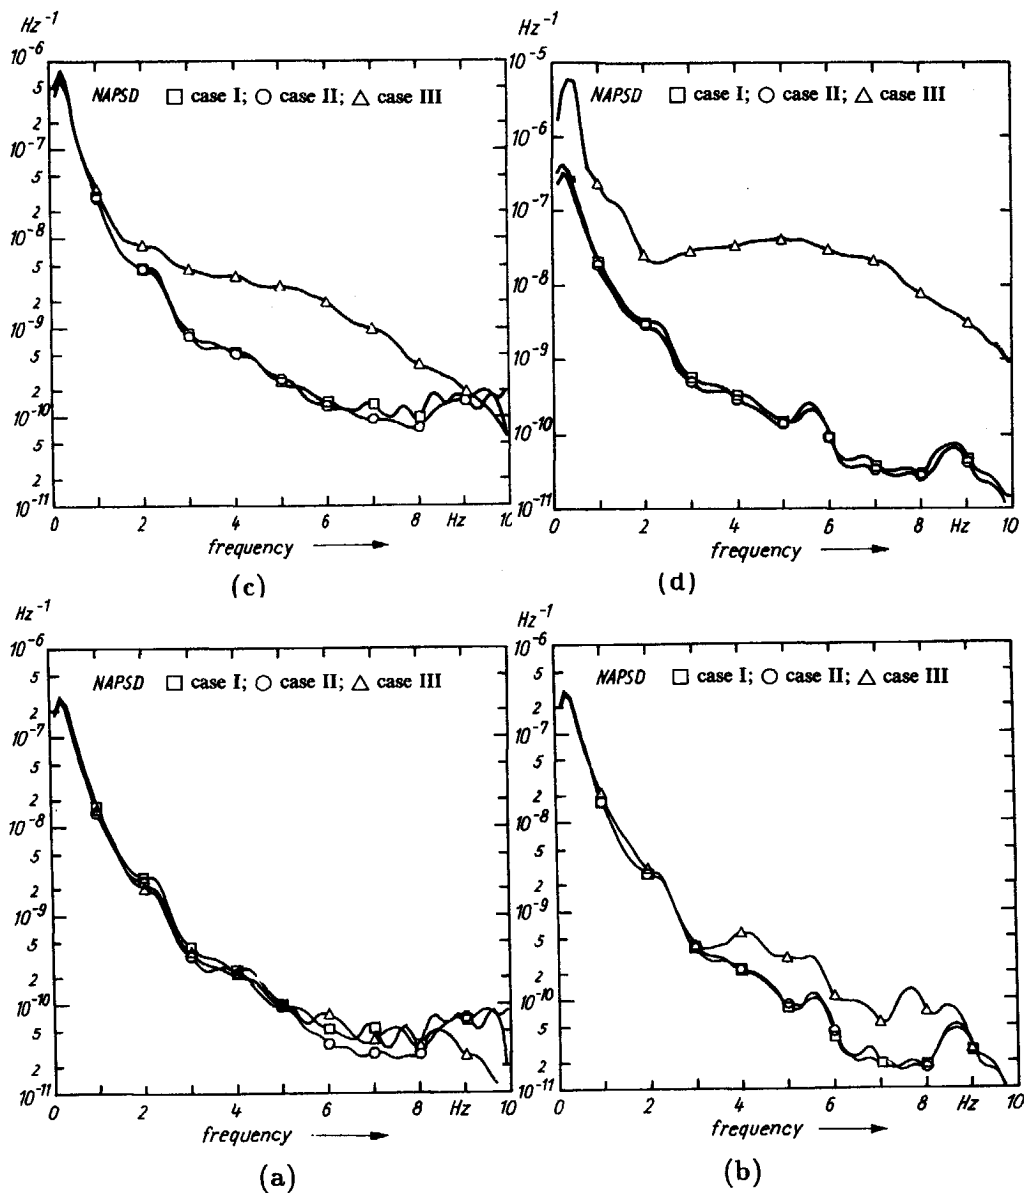 Hz⁻¹
10⁻⁶
5
2
10⁻⁷
5
2
10⁻⁸
5
2
10⁻⁹
5
2
10⁻¹⁰
5
2
10⁻¹¹
NAPSD □ case I; ○ case II; △ case III
0 2 4 6 8 Hz 10
frequency
(c)
Hz⁻¹
10⁻⁵
10⁻⁶
10⁻⁷
10⁻⁸
10⁻⁹
10⁻¹⁰
10⁻¹¹
NAPSD □ case I; ○ case II; △ case III
0 2 4 6 8 Hz 10
frequency
(d)
Hz⁻¹
10⁻⁶
5
2
10⁻⁷
5
2
10⁻⁸
5
2
10⁻⁹
5
2
10⁻¹⁰
5
2
10⁻¹¹
NAPSD □ case I; ○ case II; △ case III
0 2 4 6 8 Hz 10
frequency
(a)
Hz⁻¹
10⁻⁶
5
2
10⁻⁷
5
2
10⁻⁸
5
2
10⁻⁹
5
2
10⁻¹⁰
5
2
10⁻¹¹
NAPSD □ case I; ○ case II; △ case III
0 2 4 6 8 Hz 10
frequency
(b)